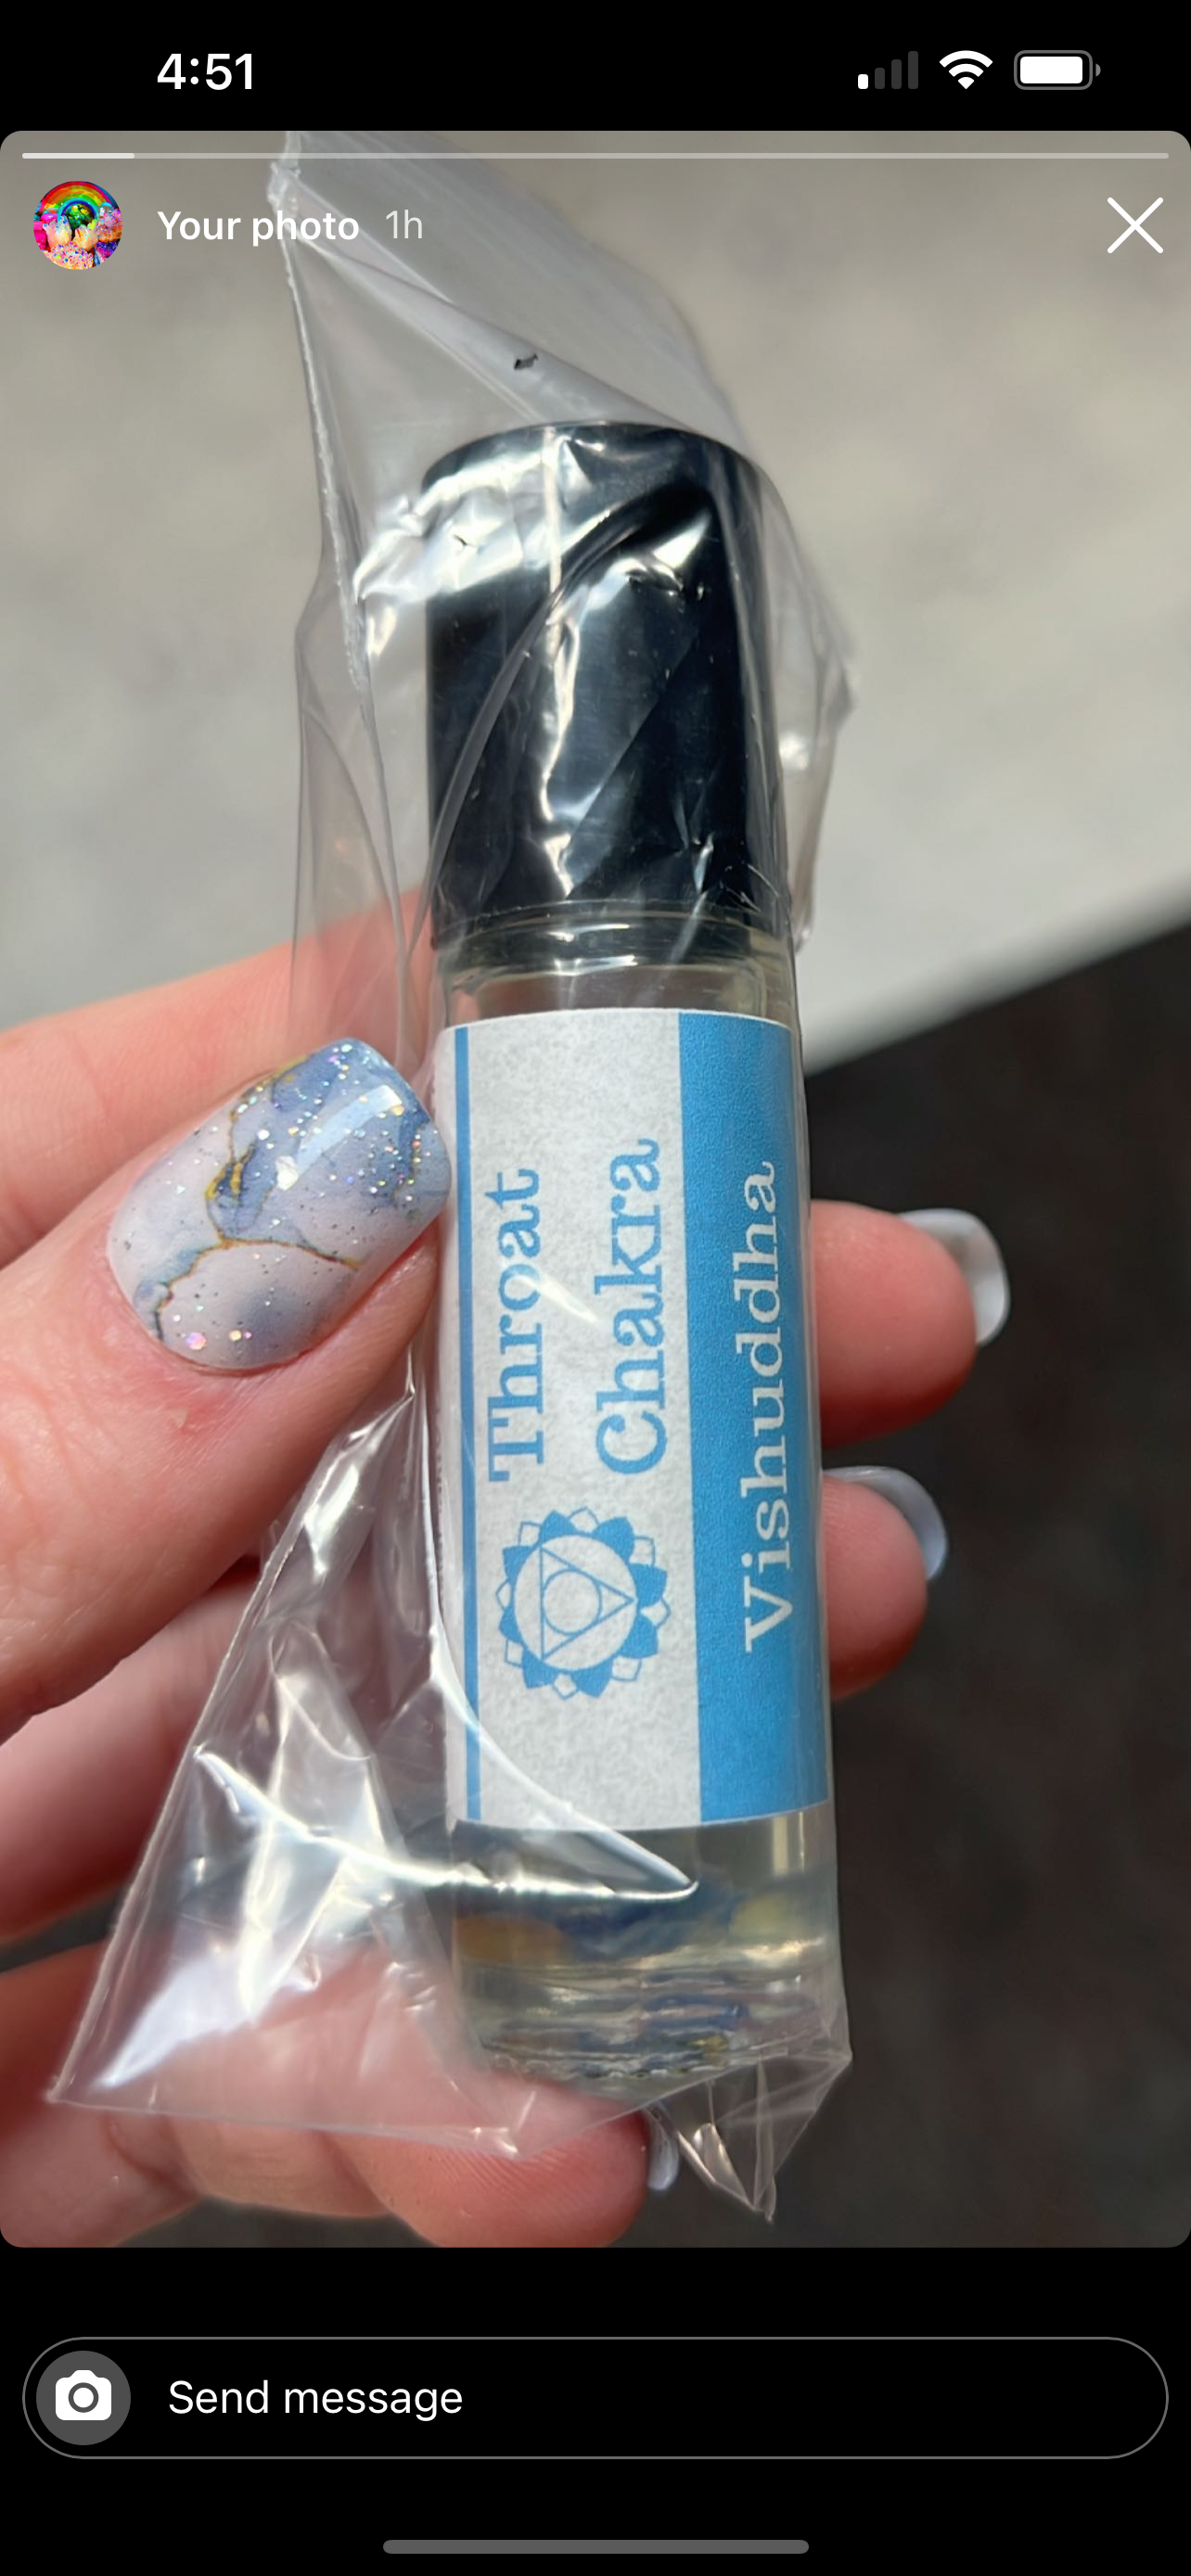 4:51
Your photo 1h
Throat
Chakra
Vishuddha
Send message